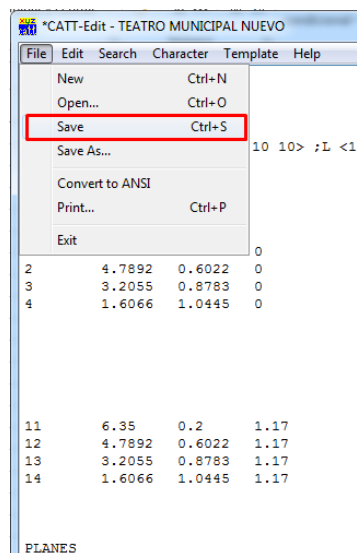 *CATT-Edit - TEATRO MUNICIPAL NUEVO
File Edit Search Character Template Help
New Ctrl+N
Open... Ctrl+O
Save Ctrl+S
Save As...
10 10> ;L <1
Convert to ANSI
Print... Ctrl+P
Exit
0
2 4.7892 0.6022 0
3 3.2055 0.8783 0
4 1.6066 1.0445 0
11 6.35 0.2 1.17
12 4.7892 0.6022 1.17
13 3.2055 0.8783 1.17
14 1.6066 1.0445 1.17
PLANES